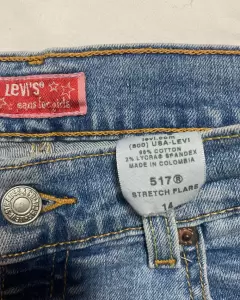 Levi's®
jeans for girls
levi.com
(800) USA-LEVI
98% COTTON
2% LYCRA® SPANDEX
MADE IN COLOMBIA
517®
STRETCH FLARE
14